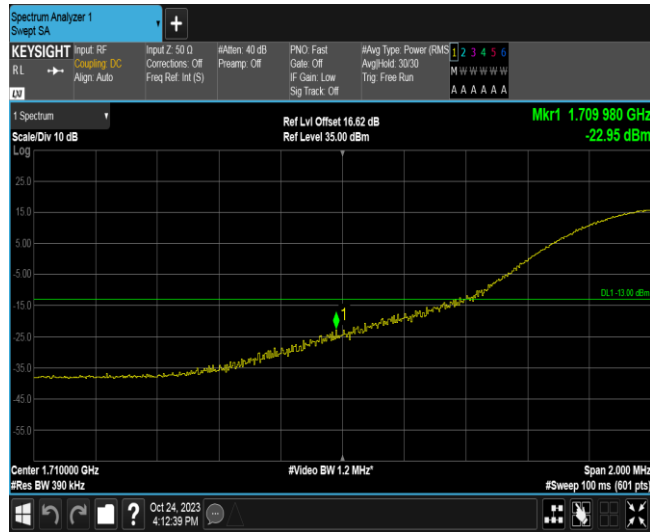 Spectrum Analyzer 1
Swept SA
+
KEYSIGHT
RL
LXI
Input: RF
Coupling: DC
Align: Auto
Input Z: 50 Ω
Corrections: Off
Freq Ref: Int (S)
#Atten: 40 dB
Preamp: Off
PNO: Fast
Gate: Off
IF Gain: Low
Sig Track: Off
#Avg Type: Power (RMS
Avg|Hold: 30/30
Trig: Free Run
1 2 3 4 5 6
M W W W W W
A A A A A A
1 Spectrum
Scale/Div 10 dB
Log
Ref Lvl Offset 16.62 dB
Ref Level 35.00 dBm
Mkr1 1.709 980 GHz
-22.95 dBm
25.0
15.0
5.00
-5.00
DL1 -13.00 dBm
-15.0
1
-25.0
-35.0
-45.0
-55.0
Center 1.710000 GHz
#Res BW 390 kHz
#Video BW 1.2 MHz*
Span 2.000 MHz
#Sweep 100 ms (601 pts)
?
Oct 24, 2023
4:12:39 PM